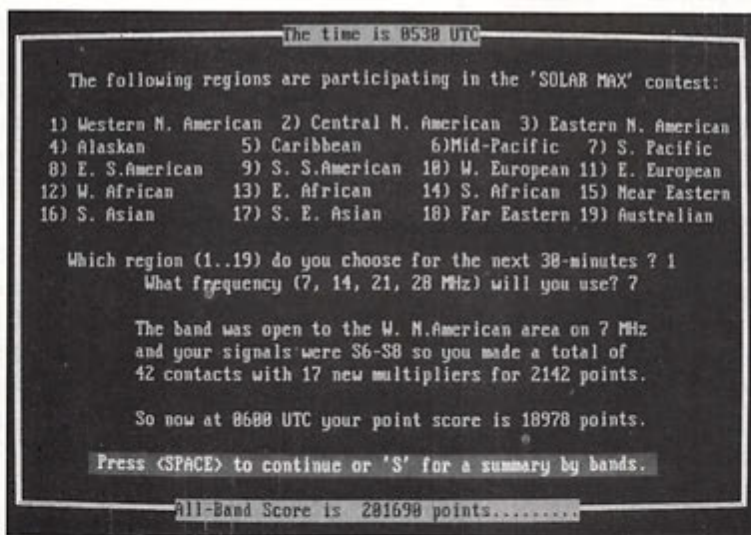 The time is 0530 UTC
The following regions are participating in the 'SOLAR MAX' contest:
1) Western N. American 2) Central N. American 3) Eastern N. American
4) Alaskan 5) Caribbean 6)Mid-Pacific 7) S. Pacific
8) E. S.American 9) S. S.American 10) W. European 11) E. European
12) W. African 13) E. African 14) S. African 15) Near Eastern
16) S. Asian 17) S. E. Asian 18) Far Eastern 19) Australian
Which region (1..19) do you choose for the next 30-minutes ? 1
What frequency (7, 14, 21, 28 MHz) will you use? 7
The band was open to the W. N.American area on 7 MHz
and your signals were S6-S8 so you made a total of
42 contacts with 17 new multipliers for 2142 points.
So now at 0600 UTC your point score is 18978 points.
Press <SPACE> to continue or 'S' for a summary by bands.
All-Band Score is 201690 points.........